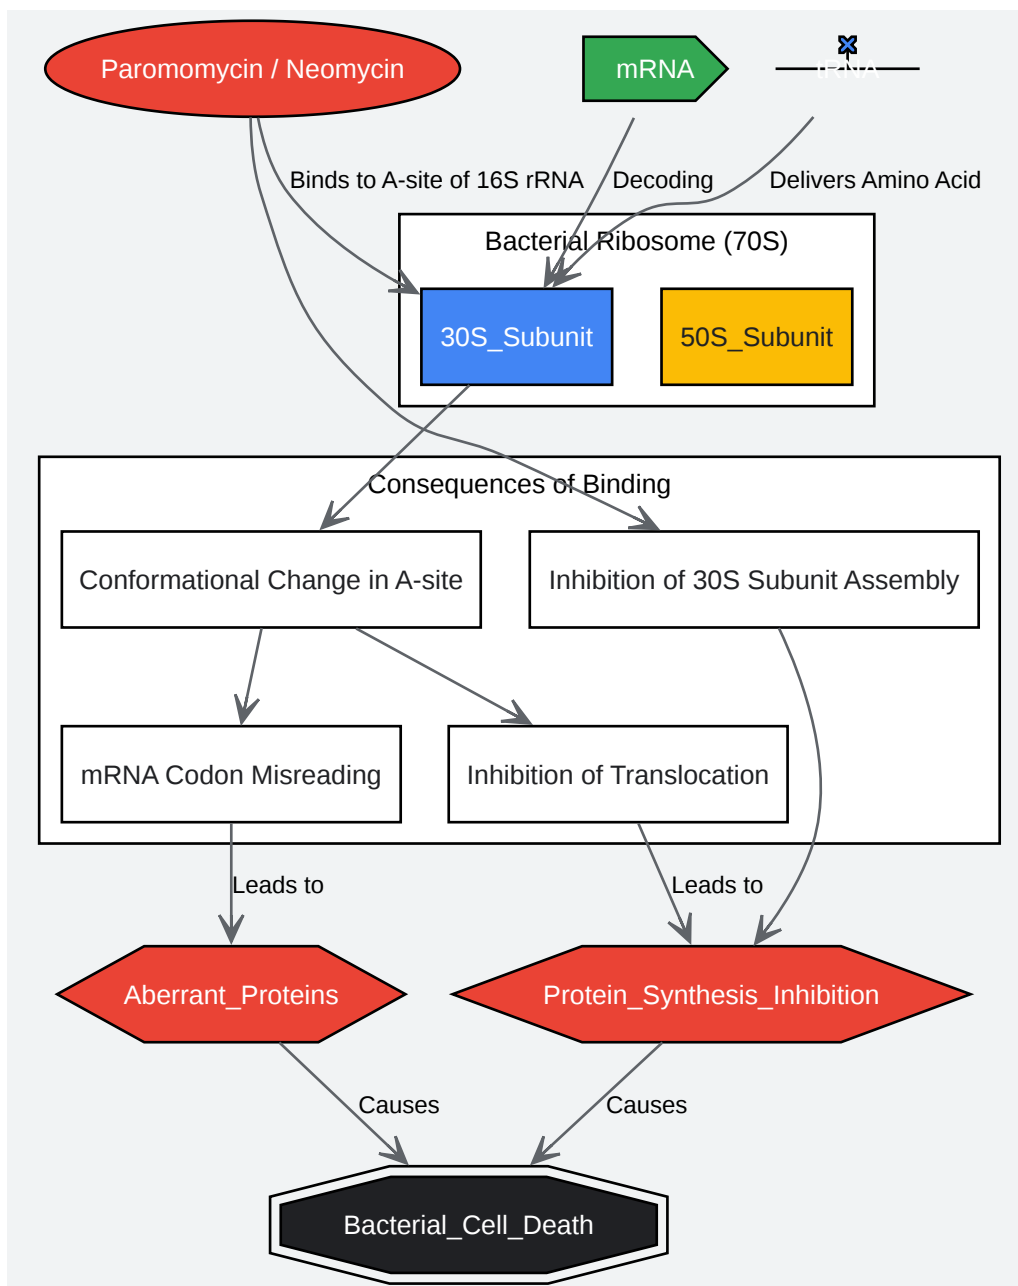 Paromomycin / Neomycin
mRNA
tRNA
Binds to A-site of 16S rRNA
Decoding
Delivers Amino Acid
Bacterial Ribosome (70S)
30S_Subunit
50S_Subunit
Consequences of Binding
Conformational Change in A-site
Inhibition of 30S Subunit Assembly
mRNA Codon Misreading
Inhibition of Translocation
Leads to
Leads to
Aberrant_Proteins
Protein_Synthesis_Inhibition
Causes
Causes
Bacterial_Cell_Death